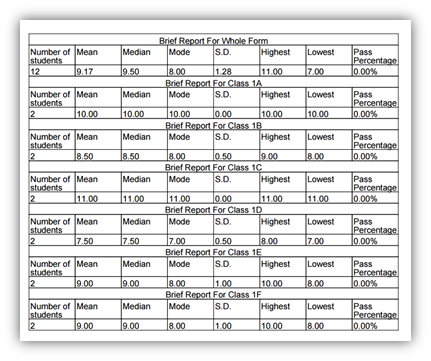 Brief Report For Whole Form
Number of students Mean Median Mode S.D. Highest Lowest Pass Percentage
12 9.17 9.50 8.00 1.28 11.00 7.00 0.00%
Brief Report For Class 1A
Number of students Mean Median Mode S.D. Highest Lowest Pass Percentage
2 10.00 10.00 10.00 0.00 10.00 10.00 0.00%
Brief Report For Class 1B
Number of students Mean Median Mode S.D. Highest Lowest Pass Percentage
2 8.50 8.50 8.00 0.50 9.00 8.00 0.00%
Brief Report For Class 1C
Number of students Mean Median Mode S.D. Highest Lowest Pass Percentage
2 11.00 11.00 11.00 0.00 11.00 11.00 0.00%
Brief Report For Class 1D
Number of students Mean Median Mode S.D. Highest Lowest Pass Percentage
2 7.50 7.50 7.00 0.50 8.00 7.00 0.00%
Brief Report For Class 1E
Number of students Mean Median Mode S.D. Highest Lowest Pass Percentage
2 9.00 9.00 8.00 1.00 10.00 8.00 0.00%
Brief Report For Class 1F
Number of students Mean Median Mode S.D. Highest Lowest Pass Percentage
2 9.00 9.00 8.00 1.00 10.00 8.00 0.00%